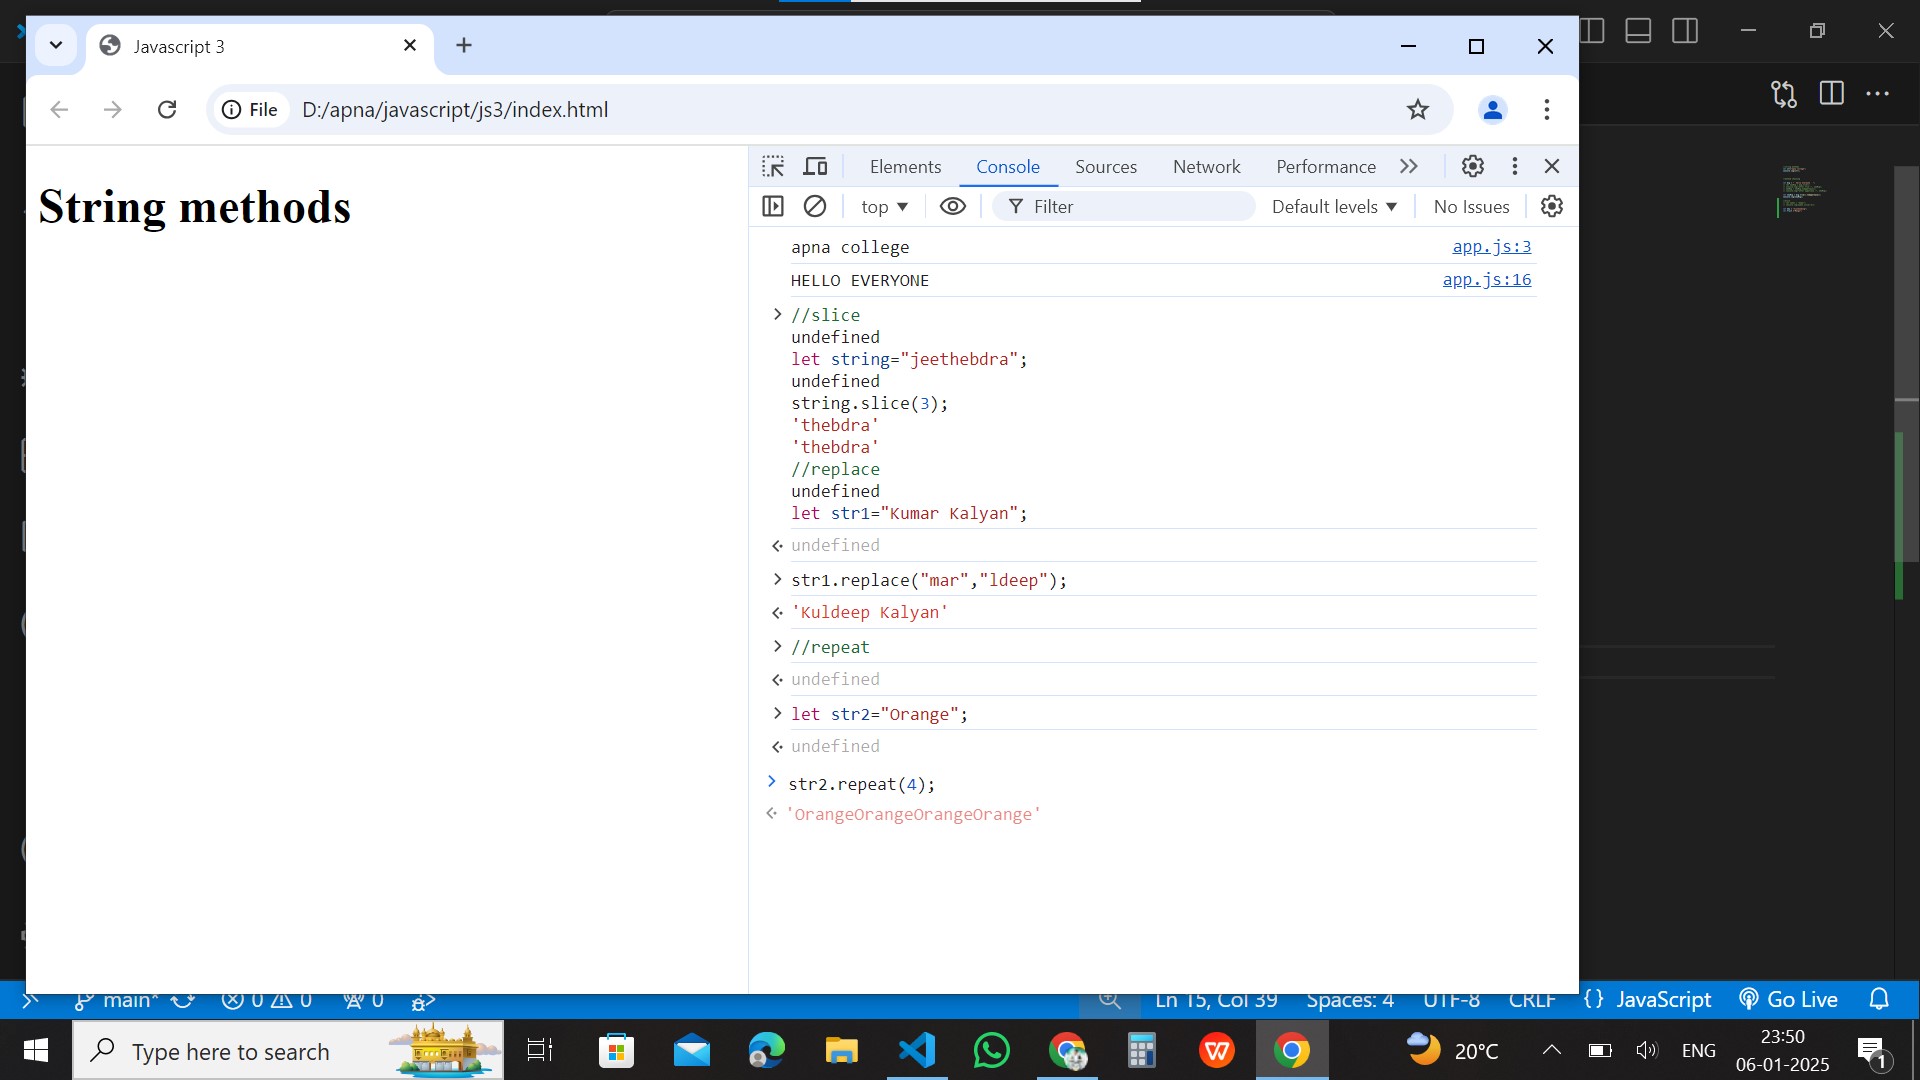 Javascript 3
File D:/apna/javascript/js3/index.html
String methods
Elements Console Sources Network Performance
top Filter Default levels No Issues
apna college app.js:3
HELLO EVERYONE app.js:16
//slice
undefined
let string="jeethebdra";
undefined
string.slice(3);
'thebdra'
'thebdra'
//replace
undefined
let str1="Kumar Kalyan";
undefined
str1.replace("mar","ldeep");
'Kuldeep Kalyan'
//repeat
undefined
let str2="Orange";
undefined
str2.repeat(4);
'OrangeOrangeOrangeOrange'
main* 0 0 0 Ln 15, Col 39 Spaces: 4 UTF-8 CRLF {} JavaScript Go Live
Type here to search 20°C ENG 23:50
06-01-2025 1